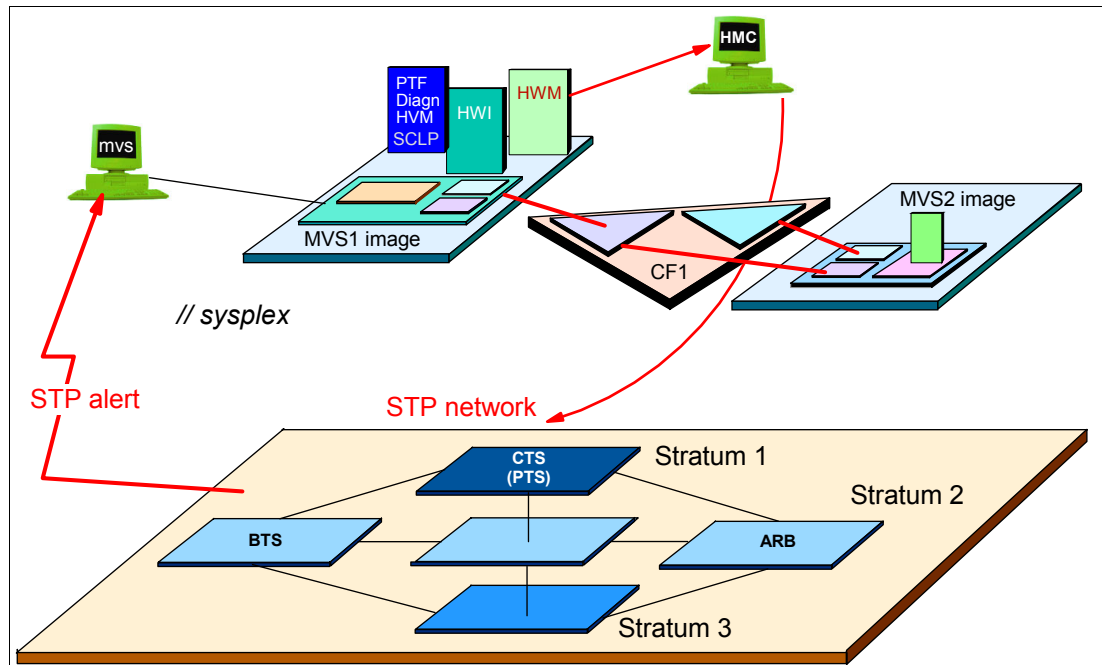 HMC
PTF
Diagn
HVM
SCLP
HWI
HWM
mvs
MVS1 image
MVS2 image
CF1
// sysplex
STP alert
STP network
CTS
(PTS)
Stratum 1
Stratum 2
BTS
ARB
Stratum 3